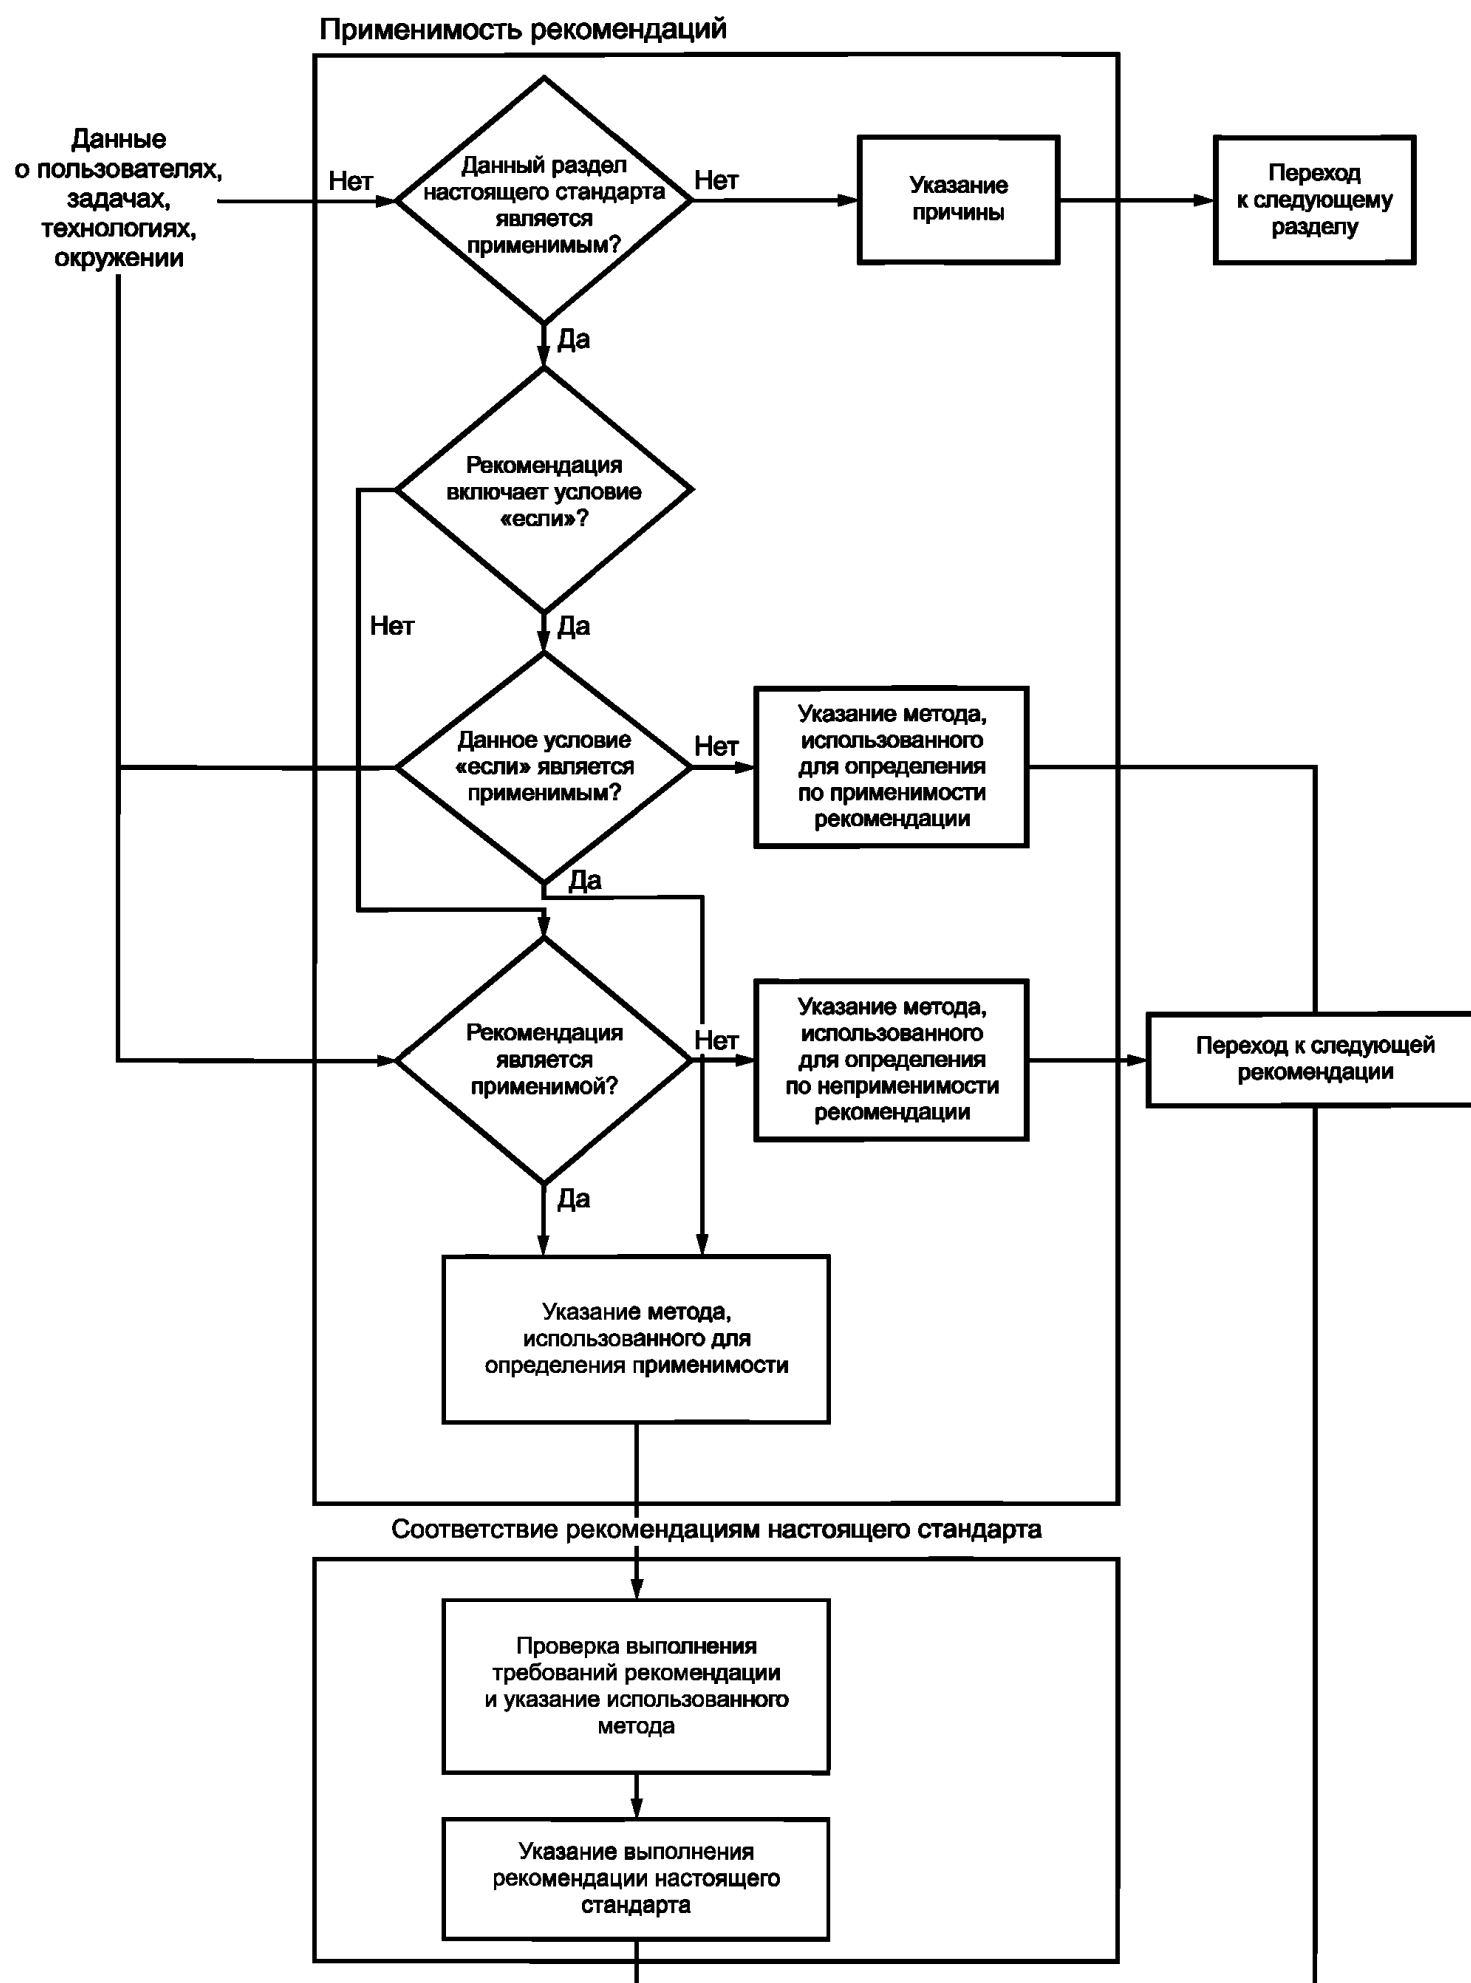 Применимость рекомендаций
Данные
о пользователях,
задачах,
технологиях,
окружении
Нет
Данный раздел
настоящего стандарта
является
применимым?
Нет
Указание
причины
Переход
к следующему
разделу
Да
Рекомендация
включает условие
«если»?
Нет
Да
Данное условие
«если» является
применимым?
Нет
Указание метода,
использованного
для определения
по применимости
рекомендации
Да
Рекомендация
является
применимой?
Нет
Указание метода,
использованного
для определения
по неприменимости
рекомендации
Переход к следующей
рекомендации
Да
Указание метода,
использованного для
определения применимости
Соответствие рекомендациям настоящего стандарта
Проверка выполнения
требований рекомендации
и указание использованного
метода
Указание выполнения
рекомендации настоящего
стандарта